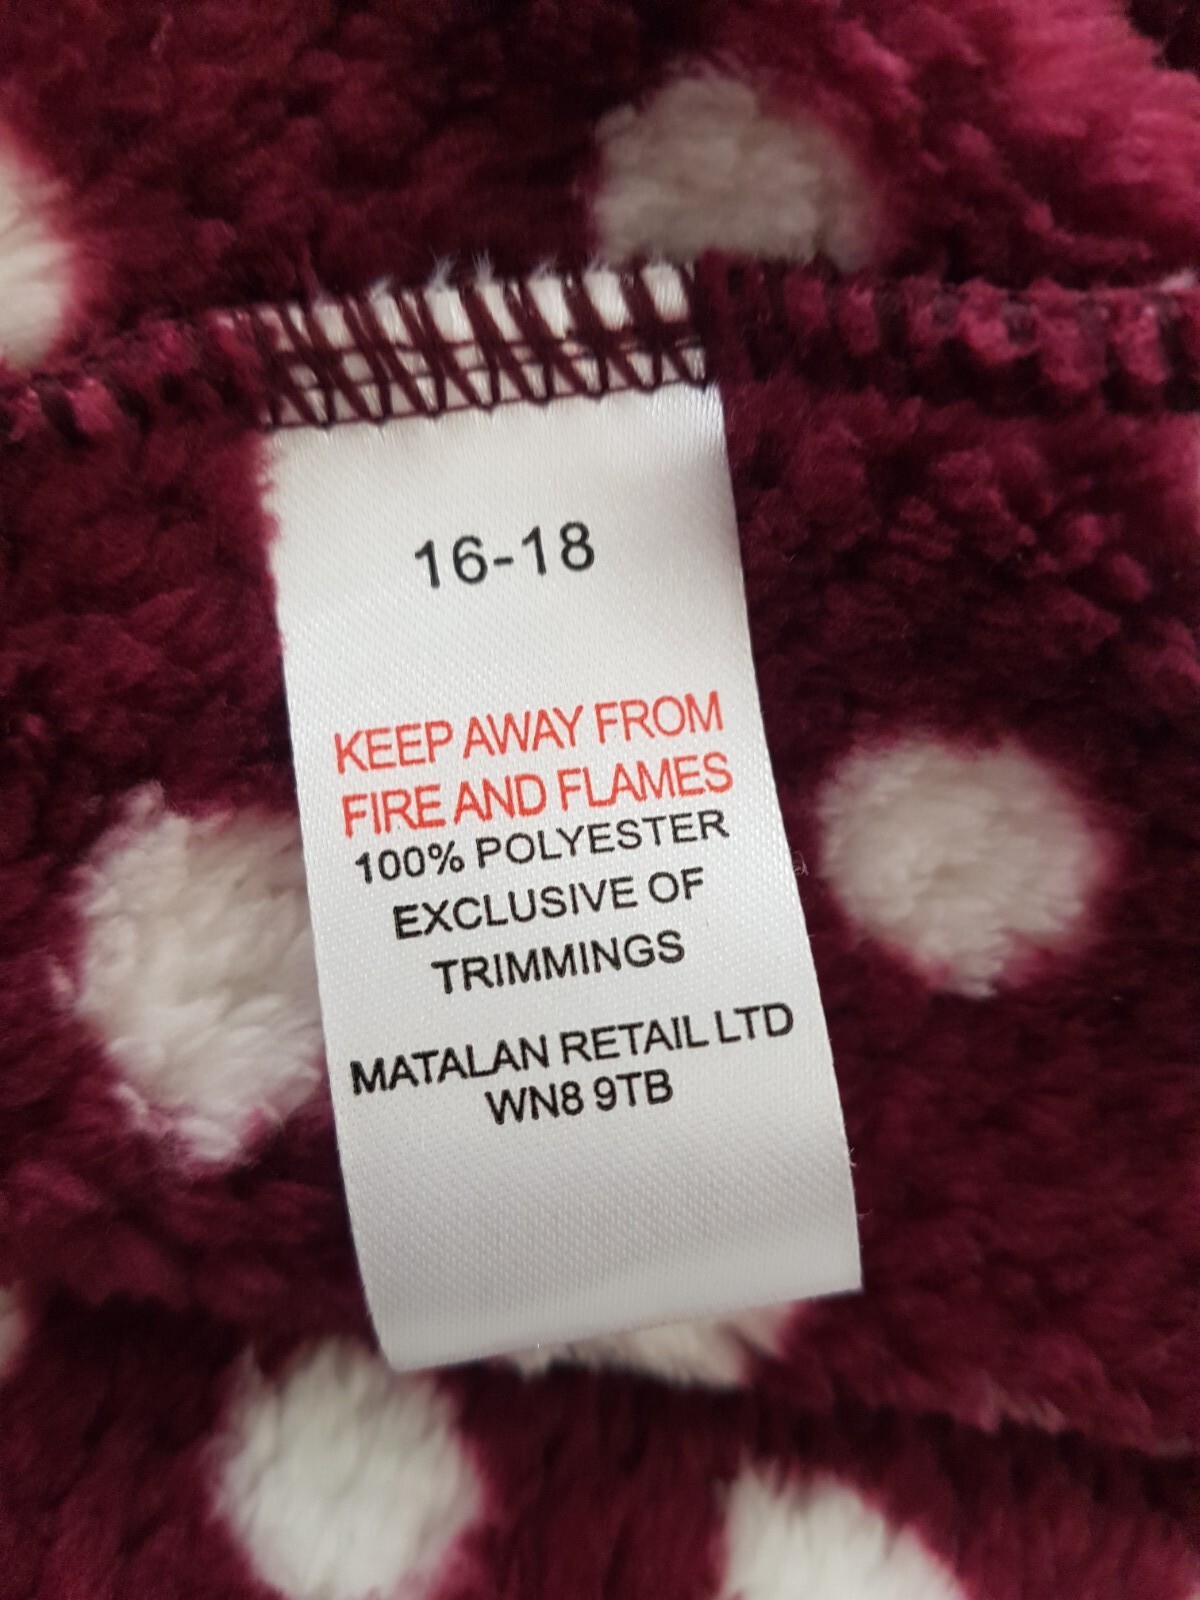 16-18
KEEP AWAY FROM
FIRE AND FLAMES
100% POLYESTER
EXCLUSIVE OF
TRIMMINGS
MATALAN RETAIL LTD
WN8 9TB